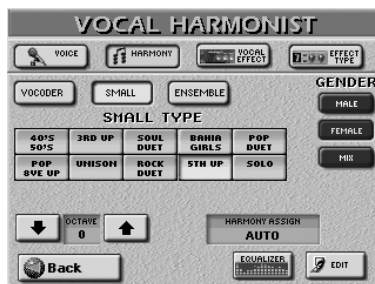 VOCAL HARMONIST
VOICE
HARMONY
VOCAL
EFFECT
EFFECT
TYPE
VOCODER
SMALL
ENSEMBLE
GENDER
MALE
FEMALE
MIX
SMALL TYPE
40'S
50'S
3RD UP
SOUL
DUET
BAHIA
GIRLS
POP
DUET
POP
8VE UP
UNISON
ROCK
DUET
5TH UP
SOLO
OCTAVE
0
HARMONY ASSIGN
AUTO
Back
EQUALIZER
EDIT